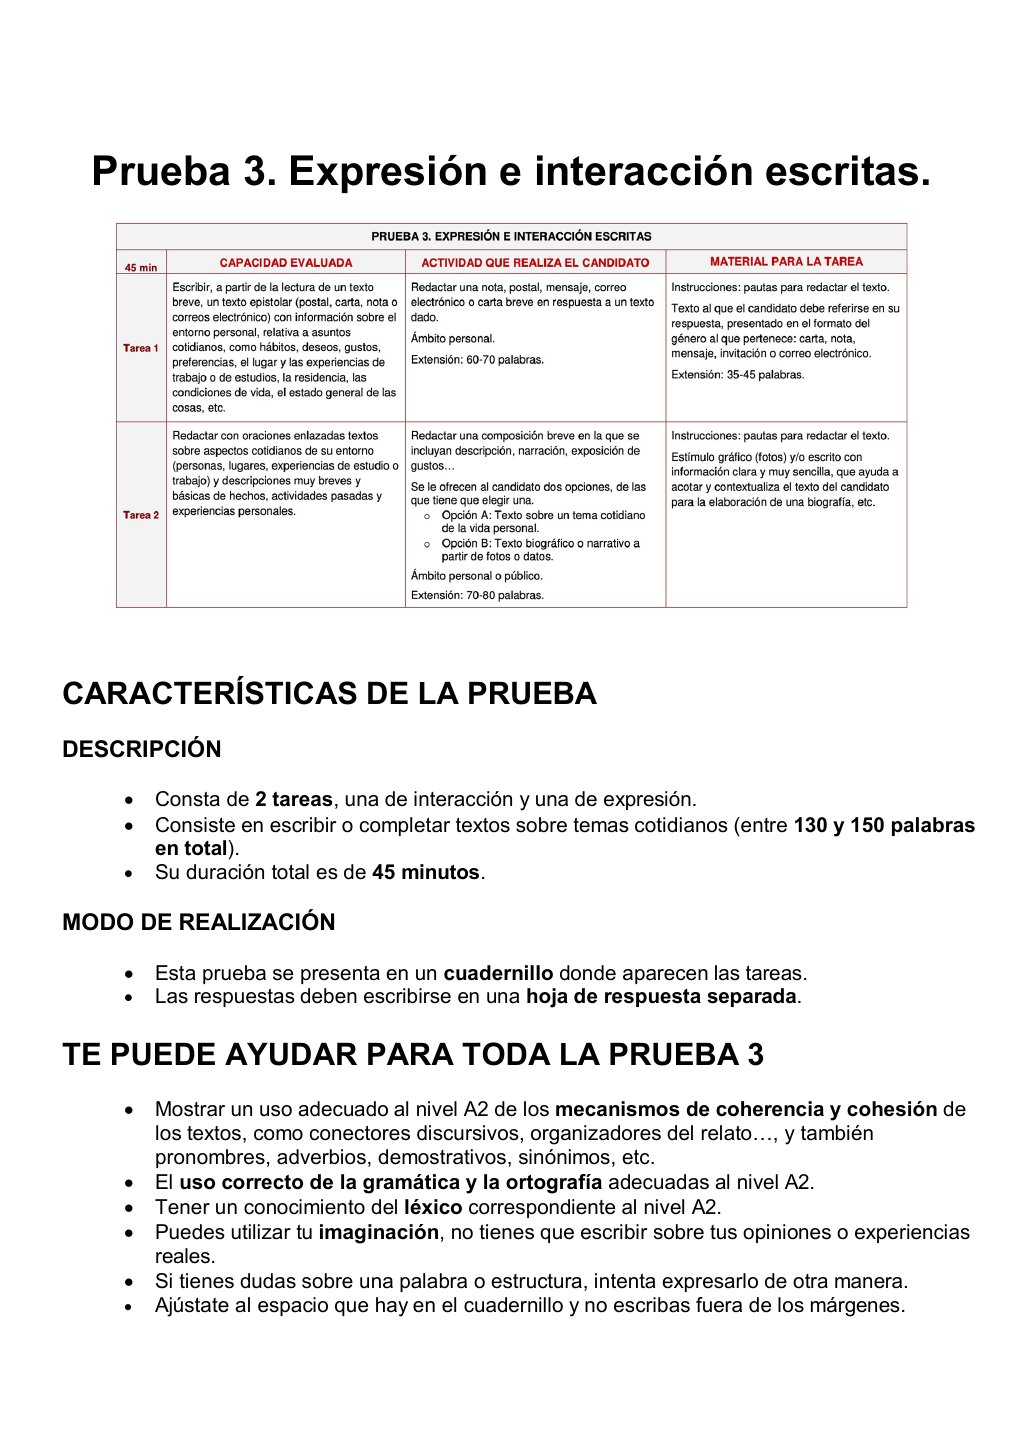 Prueba 3. Expresión e interacción escritas.
PRUEBA 3. EXPRESIÓN E INTERACCIÓN ESCRITAS
45 min
CAPACIDAD EVALUADA
ACTIVIDAD QUE REALIZA EL CANDIDATO
MATERIAL PARA LA TAREA
Tarea 1
Escribir, a partir de la lectura de un texto
breve, un texto epistolar (postal, carta, nota o
correos electrónico) con información sobre el
entorno personal, relativa a asuntos
cotidianos, como hábitos, deseos, gustos,
preferencias, el lugar y las experiencias de
trabajo o de estudios, la residencia, las
condiciones de vida, el estado general de las
cosas, etc.
Redactar una nota, postal, mensaje, correo
electrónico o carta breve en respuesta a un texto
dado.
Ámbito personal.
Extensión: 60-70 palabras.
Instrucciones: pautas para redactar el texto.
Texto al que el candidato debe referirse en su
respuesta, presentado en el formato del
género al que pertenece: carta, nota,
mensaje, invitación o correo electrónico.
Extensión: 35-45 palabras.
Tarea 2
Redactar con oraciones enlazadas textos
sobre aspectos cotidianos de su entorno
(personas, lugares, experiencias de estudio o
trabajo) y descripciones muy breves y
básicas de hechos, actividades pasadas y
experiencias personales.
Redactar una composición breve en la que se
incluyan descripción, narración, exposición de
gustos…
Se le ofrecen al candidato dos opciones, de las
que tiene que elegir una.
o Opción A: Texto sobre un tema cotidiano
de la vida personal.
o Opción B: Texto biográfico o narrativo a
partir de fotos o datos.
Ámbito personal o público.
Extensión: 70-80 palabras.
Instrucciones: pautas para redactar el texto.
Estímulo gráfico (fotos) y/o escrito con
información clara y muy sencilla, que ayuda a
acotar y contextualiza el texto del candidato
para la elaboración de una biografía, etc.
CARACTERÍSTICAS DE LA PRUEBA
DESCRIPCIÓN
• Consta de 2 tareas, una de interacción y una de expresión.
• Consiste en escribir o completar textos sobre temas cotidianos (entre 130 y 150 palabras
en total).
• Su duración total es de 45 minutos.
MODO DE REALIZACIÓN
• Esta prueba se presenta en un cuadernillo donde aparecen las tareas.
• Las respuestas deben escribirse en una hoja de respuesta separada.
TE PUEDE AYUDAR PARA TODA LA PRUEBA 3
• Mostrar un uso adecuado al nivel A2 de los mecanismos de coherencia y cohesión de
los textos, como conectores discursivos, organizadores del relato…, y también
pronombres, adverbios, demostrativos, sinónimos, etc.
• El uso correcto de la gramática y la ortografía adecuadas al nivel A2.
• Tener un conocimiento del léxico correspondiente al nivel A2.
• Puedes utilizar tu imaginación, no tienes que escribir sobre tus opiniones o experiencias
reales.
• Si tienes dudas sobre una palabra o estructura, intenta expresarlo de otra manera.
• Ajústate al espacio que hay en el cuadernillo y no escribas fuera de los márgenes.